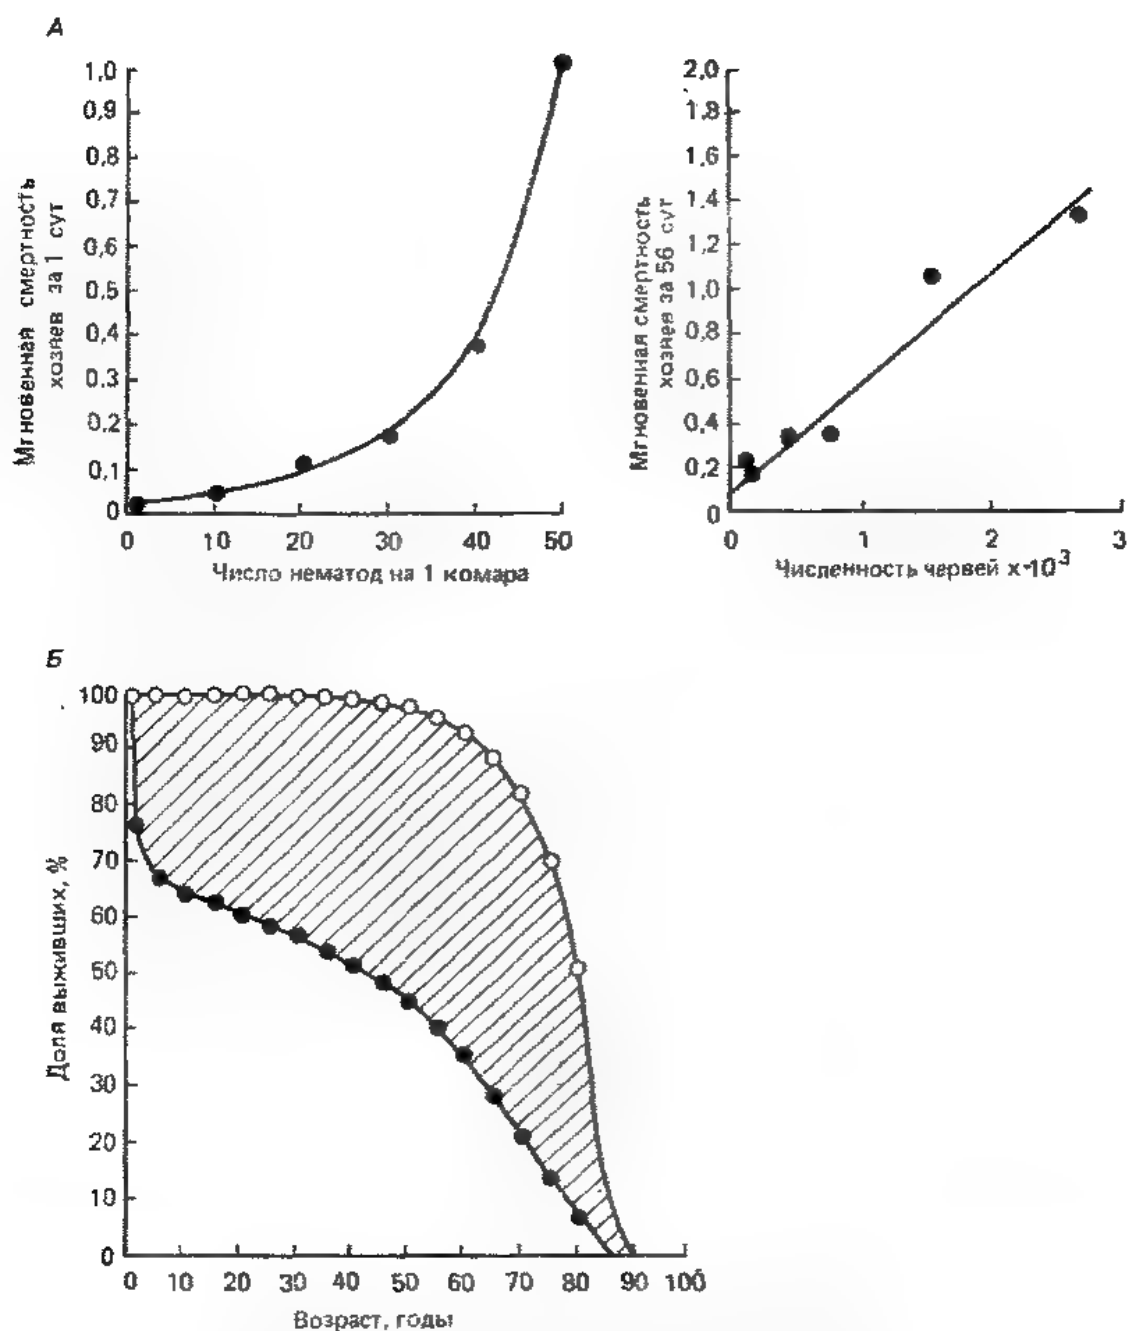 А
1,0
0,9
0,8
0,7
0,6
0,5
0,4
0,3
0,2
0,1
0
Мгновенная смертность
хозяев за 1 сут
0 10 20 30 40 50
Число нематод на 1 комара
2,0
1,8
1,6
1,4
1,2
1,0
0,8
0,6
0,4
0,2
0
Мгновенная смертность
хозяев за 56 сут
0 1 2 3
Численность червей х·10⁻³
Б
100
90
80
70
60
50
40
30
20
10
0
Доля выживших, %
0 10 20 30 40 50 60 70 80 90 100
Возраст, годы